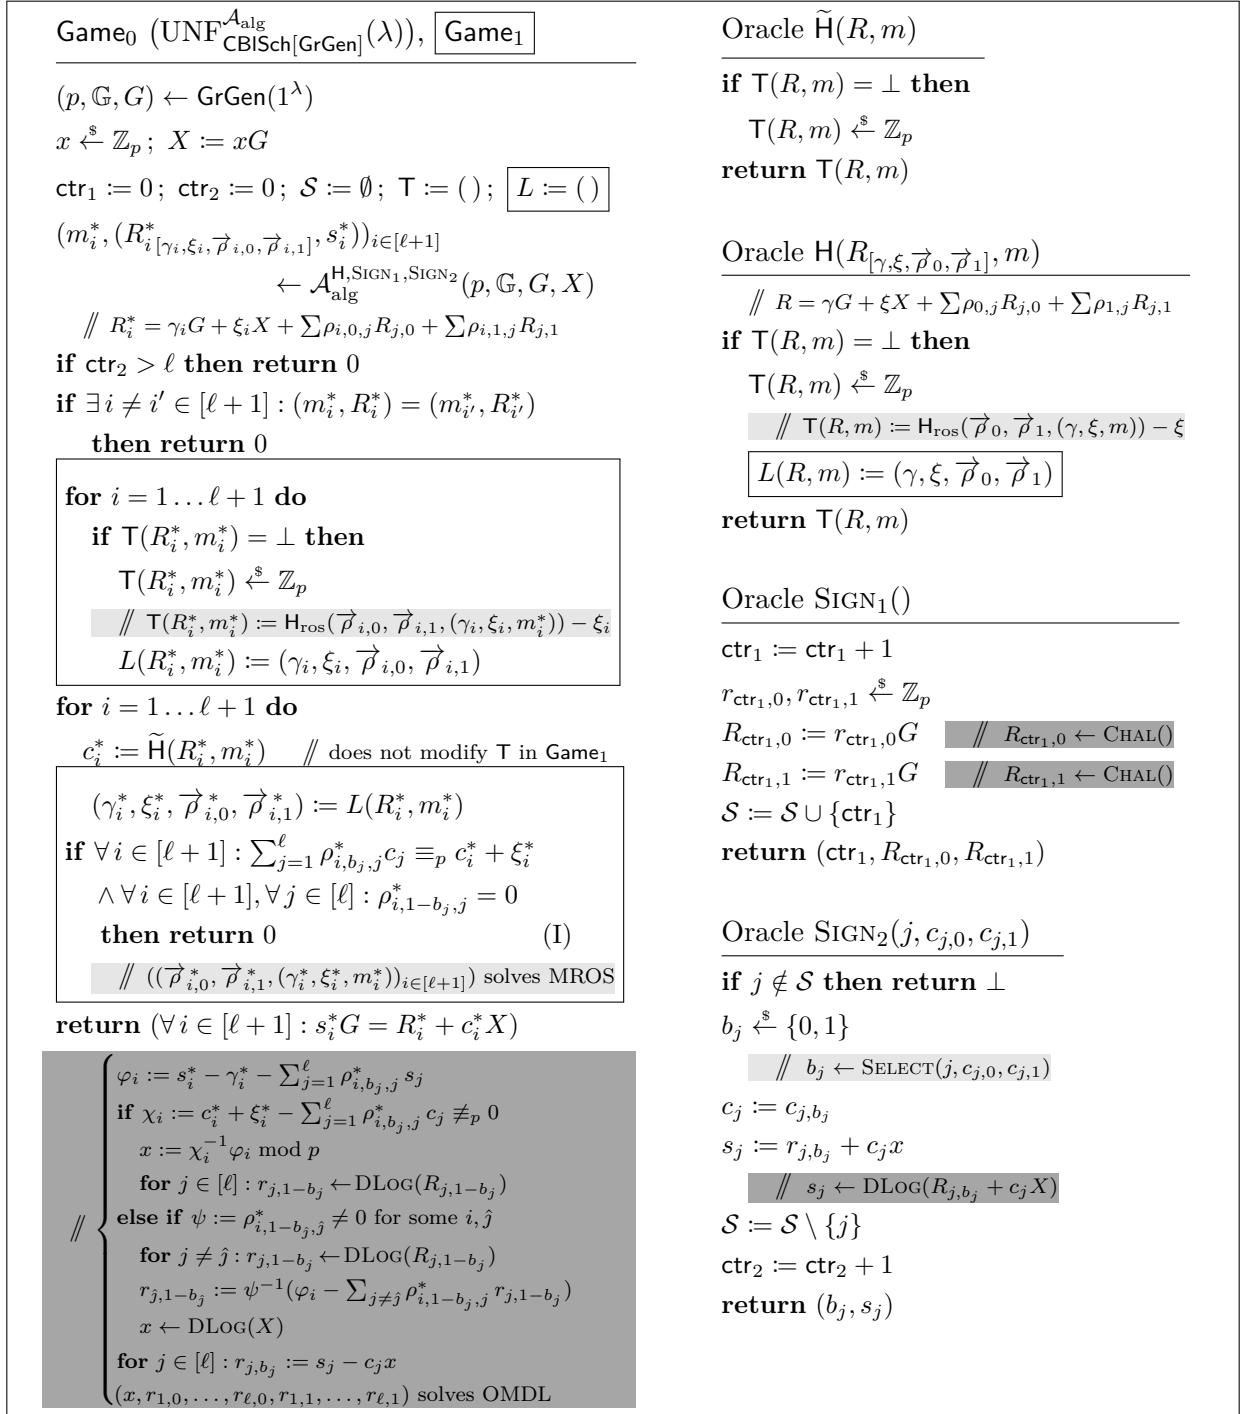 Game₀ (UNF^{𝒜_alg}_{CBlSch[GrGen]}(λ)), Game₁
(p, 𝔾, G) ← GrGen(1^λ)
x ←$ ℤ_p ; X ≔ xG
ctr₁ ≔ 0 ; ctr₂ ≔ 0 ; 𝒮 ≔ ∅ ; T ≔ ( ) ; L ≔ ( )
(m*_i, (R*_{i [γ_i, ξ_i, ρ⃗_{i,0}, ρ⃗_{i,1}]}, s*_i))_{i∈[ℓ+1]}
← 𝒜_alg^{H,Sign₁,Sign₂}(p, 𝔾, G, X)
// R*_i = γ_i G + ξ_i X + ∑ρ_{i,0,j} R_{j,0} + ∑ρ_{i,1,j} R_{j,1}
if ctr₂ > ℓ then return 0
if ∃ i ≠ i′ ∈ [ℓ + 1] : (m*_i, R*_i) = (m*_{i′}, R*_{i′})
then return 0
for i = 1 … ℓ + 1 do
if T(R*_i, m*_i) = ⊥ then
T(R*_i, m*_i) ←$ ℤ_p
// T(R*_i, m*_i) ≔ H_ros(ρ⃗_{i,0}, ρ⃗_{i,1}, (γ_i, ξ_i, m*_i)) − ξ_i
L(R*_i, m*_i) ≔ (γ_i, ξ_i, ρ⃗_{i,0}, ρ⃗_{i,1})
for i = 1 … ℓ + 1 do
c*_i ≔ H̃(R*_i, m*_i) // does not modify T in Game₁
(γ*_i, ξ*_i, ρ⃗*_{i,0}, ρ⃗*_{i,1}) ≔ L(R*_i, m*_i)
if ∀ i ∈ [ℓ + 1] : ∑_{j=1}^{ℓ} ρ*_{i,b_j,j} c_j ≡_p c*_i + ξ*_i
∧ ∀ i ∈ [ℓ + 1], ∀ j ∈ [ℓ] : ρ*_{i,1−b_j,j} = 0
then return 0 (I)
// ((ρ⃗*_{i,0}, ρ⃗*_{i,1}, (γ*_i, ξ*_i, m*_i))_{i∈[ℓ+1]}) solves MROS
return (∀ i ∈ [ℓ + 1] : s*_i G = R*_i + c*_i X)
// { φ_i ≔ s*_i − γ*_i − ∑_{j=1}^{ℓ} ρ*_{i,b_j,j} s_j
if χ_i ≔ c*_i + ξ*_i − ∑_{j=1}^{ℓ} ρ*_{i,b_j,j} c_j ≢_p 0
x ≔ χ_i^{−1} φ_i mod p
for j ∈ [ℓ] : r_{j,1−b_j} ← DLog(R_{j,1−b_j})
else if ψ ≔ ρ*_{i,1−b_ĵ,ĵ} ≠ 0 for some i, ĵ
for j ≠ ĵ : r_{j,1−b_j} ← DLog(R_{j,1−b_j})
r_{ĵ,1−b_j} ≔ ψ^{−1}(φ_i − ∑_{j≠ĵ} ρ*_{i,1−b_j,j} r_{j,1−b_j})
x ← DLog(X)
for j ∈ [ℓ] : r_{j,b_j} ≔ s_j − c_j x
(x, r_{1,0}, … , r_{ℓ,0}, r_{1,1}, … , r_{ℓ,1}) solves OMDL
Oracle H̃(R, m)
if T(R, m) = ⊥ then
T(R, m) ←$ ℤ_p
return T(R, m)
Oracle H(R_{[γ,ξ,ρ⃗_0,ρ⃗_1]}, m)
// R = γG + ξX + ∑ρ_{0,j} R_{j,0} + ∑ρ_{1,j} R_{j,1}
if T(R, m) = ⊥ then
T(R, m) ←$ ℤ_p
// T(R, m) ≔ H_ros(ρ⃗_0, ρ⃗_1, (γ, ξ, m)) − ξ
L(R, m) ≔ (γ, ξ, ρ⃗_0, ρ⃗_1)
return T(R, m)
Oracle Sign₁()
ctr₁ ≔ ctr₁ + 1
r_{ctr₁,0}, r_{ctr₁,1} ←$ ℤ_p
R_{ctr₁,0} ≔ r_{ctr₁,0} G // R_{ctr₁,0} ← Chal()
R_{ctr₁,1} ≔ r_{ctr₁,1} G // R_{ctr₁,1} ← Chal()
𝒮 ≔ 𝒮 ∪ {ctr₁}
return (ctr₁, R_{ctr₁,0}, R_{ctr₁,1})
Oracle Sign₂(j, c_{j,0}, c_{j,1})
if j ∉ 𝒮 then return ⊥
b_j ←$ {0, 1}
// b_j ← Select(j, c_{j,0}, c_{j,1})
c_j ≔ c_{j,b_j}
s_j ≔ r_{j,b_j} + c_j x
// s_j ← DLog(R_{j,b_j} + c_j X)
𝒮 ≔ 𝒮 \ {j}
ctr₂ ≔ ctr₂ + 1
return (b_j, s_j)